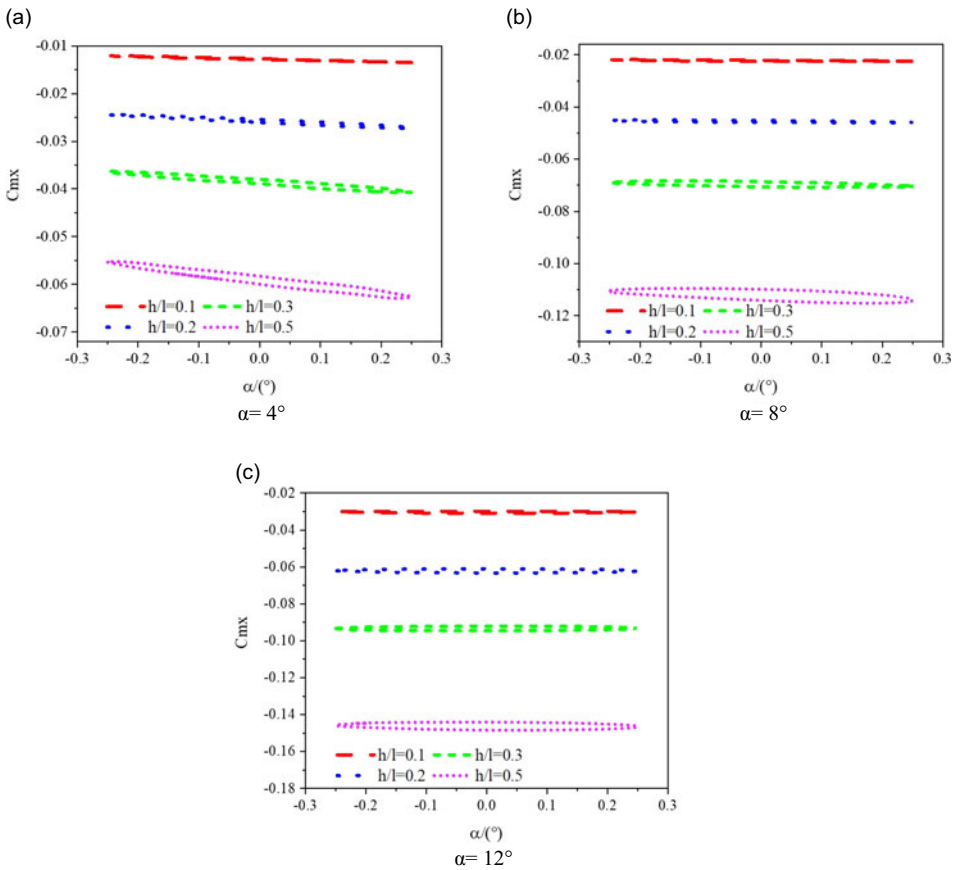 (a)
-0.01
-0.02
-0.03
-0.04
-0.05
-0.06
-0.07
Cmx
h/l=0.1 h/l=0.3
h/l=0.2 h/l=0.5
-0.3 -0.2 -0.1 0.0 0.1 0.2 0.3
α/(°)
α= 4°
(b)
-0.02
-0.04
-0.06
-0.08
-0.10
-0.12
Cmx
h/l=0.1 h/l=0.3
h/l=0.2 h/l=0.5
-0.3 -0.2 -0.1 0.0 0.1 0.2 0.3
α/(°)
α= 8°
(c)
-0.02
-0.04
-0.06
-0.08
-0.10
-0.12
-0.14
-0.16
-0.18
Cmx
h/l=0.1 h/l=0.3
h/l=0.2 h/l=0.5
-0.3 -0.2 -0.1 0.0 0.1 0.2 0.3
α/(°)
α= 12°